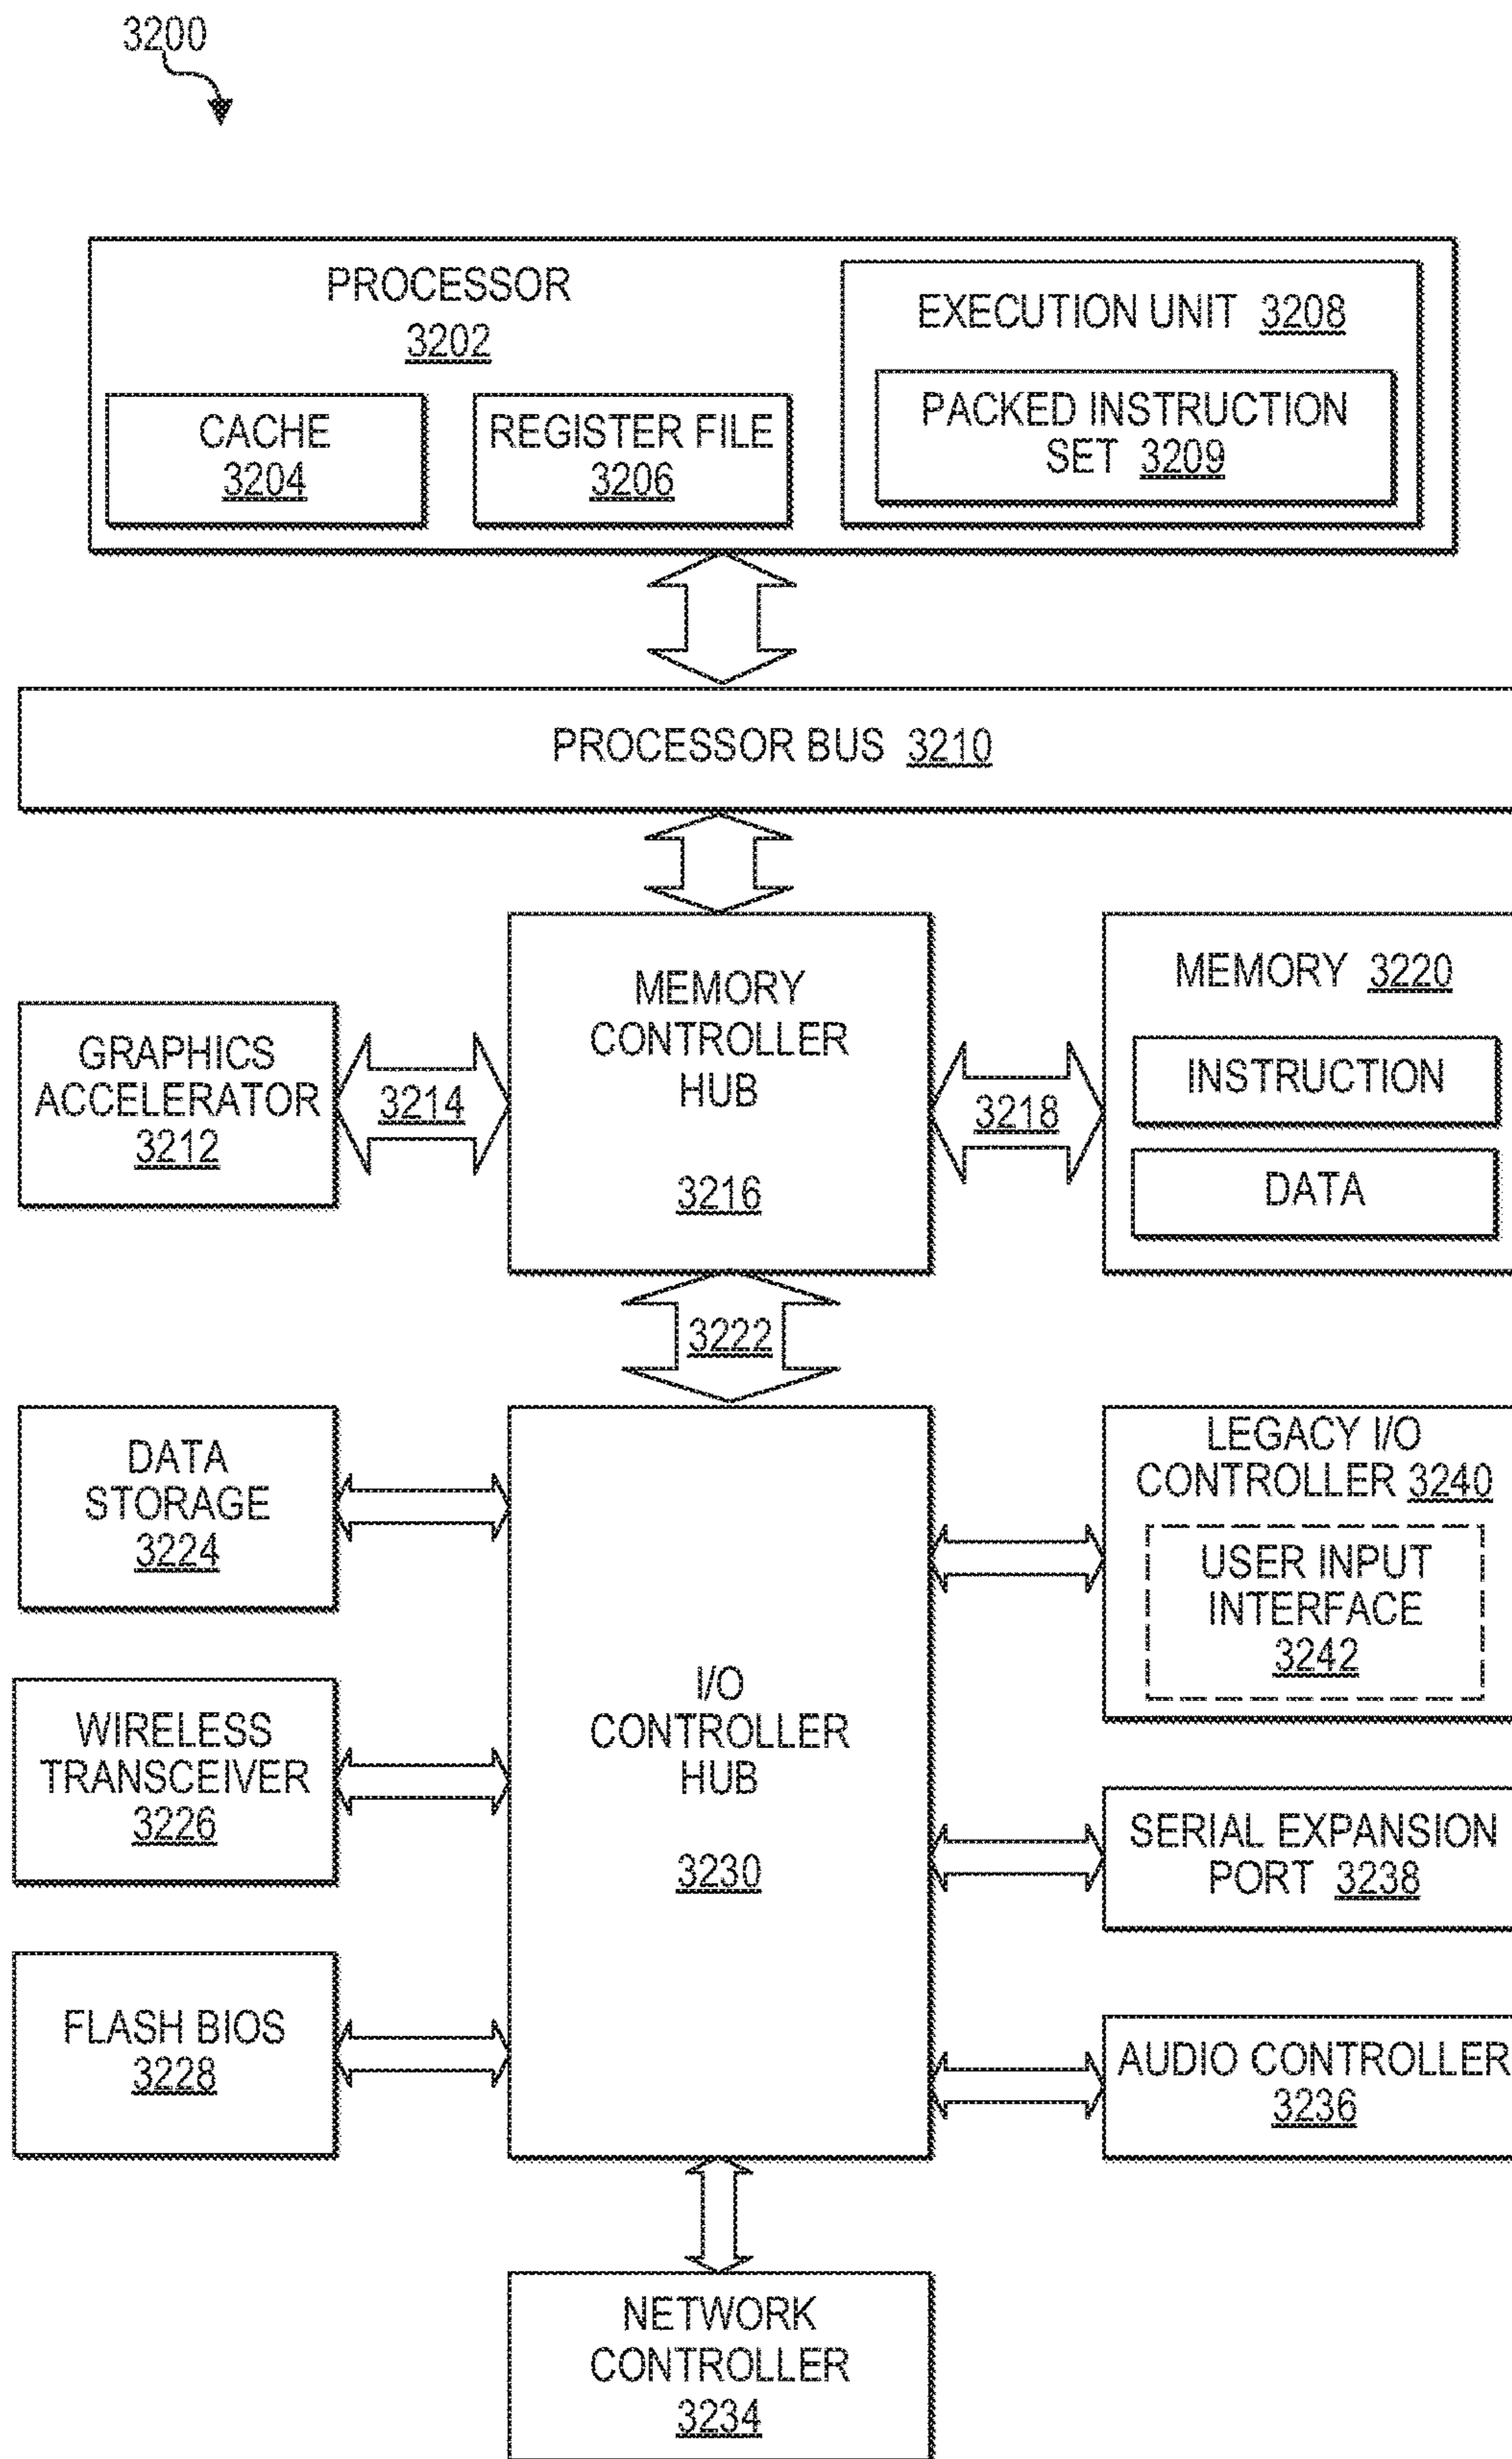 3200
PROCESSOR
3202
CACHE
3204
REGISTER FILE
3206
EXECUTION UNIT 3208
PACKED INSTRUCTION
SET 3209
PROCESSOR BUS 3210
GRAPHICS
ACCELERATOR
3212
3214
MEMORY
CONTROLLER
HUB
3216
3218
MEMORY 3220
INSTRUCTION
DATA
3222
DATA
STORAGE
3224
WIRELESS
TRANSCEIVER
3226
FLASH BIOS
3228
I/O
CONTROLLER
HUB
3230
LEGACY I/O
CONTROLLER 3240
USER INPUT
INTERFACE
3242
SERIAL EXPANSION
PORT 3238
AUDIO CONTROLLER
3236
NETWORK
CONTROLLER
3234